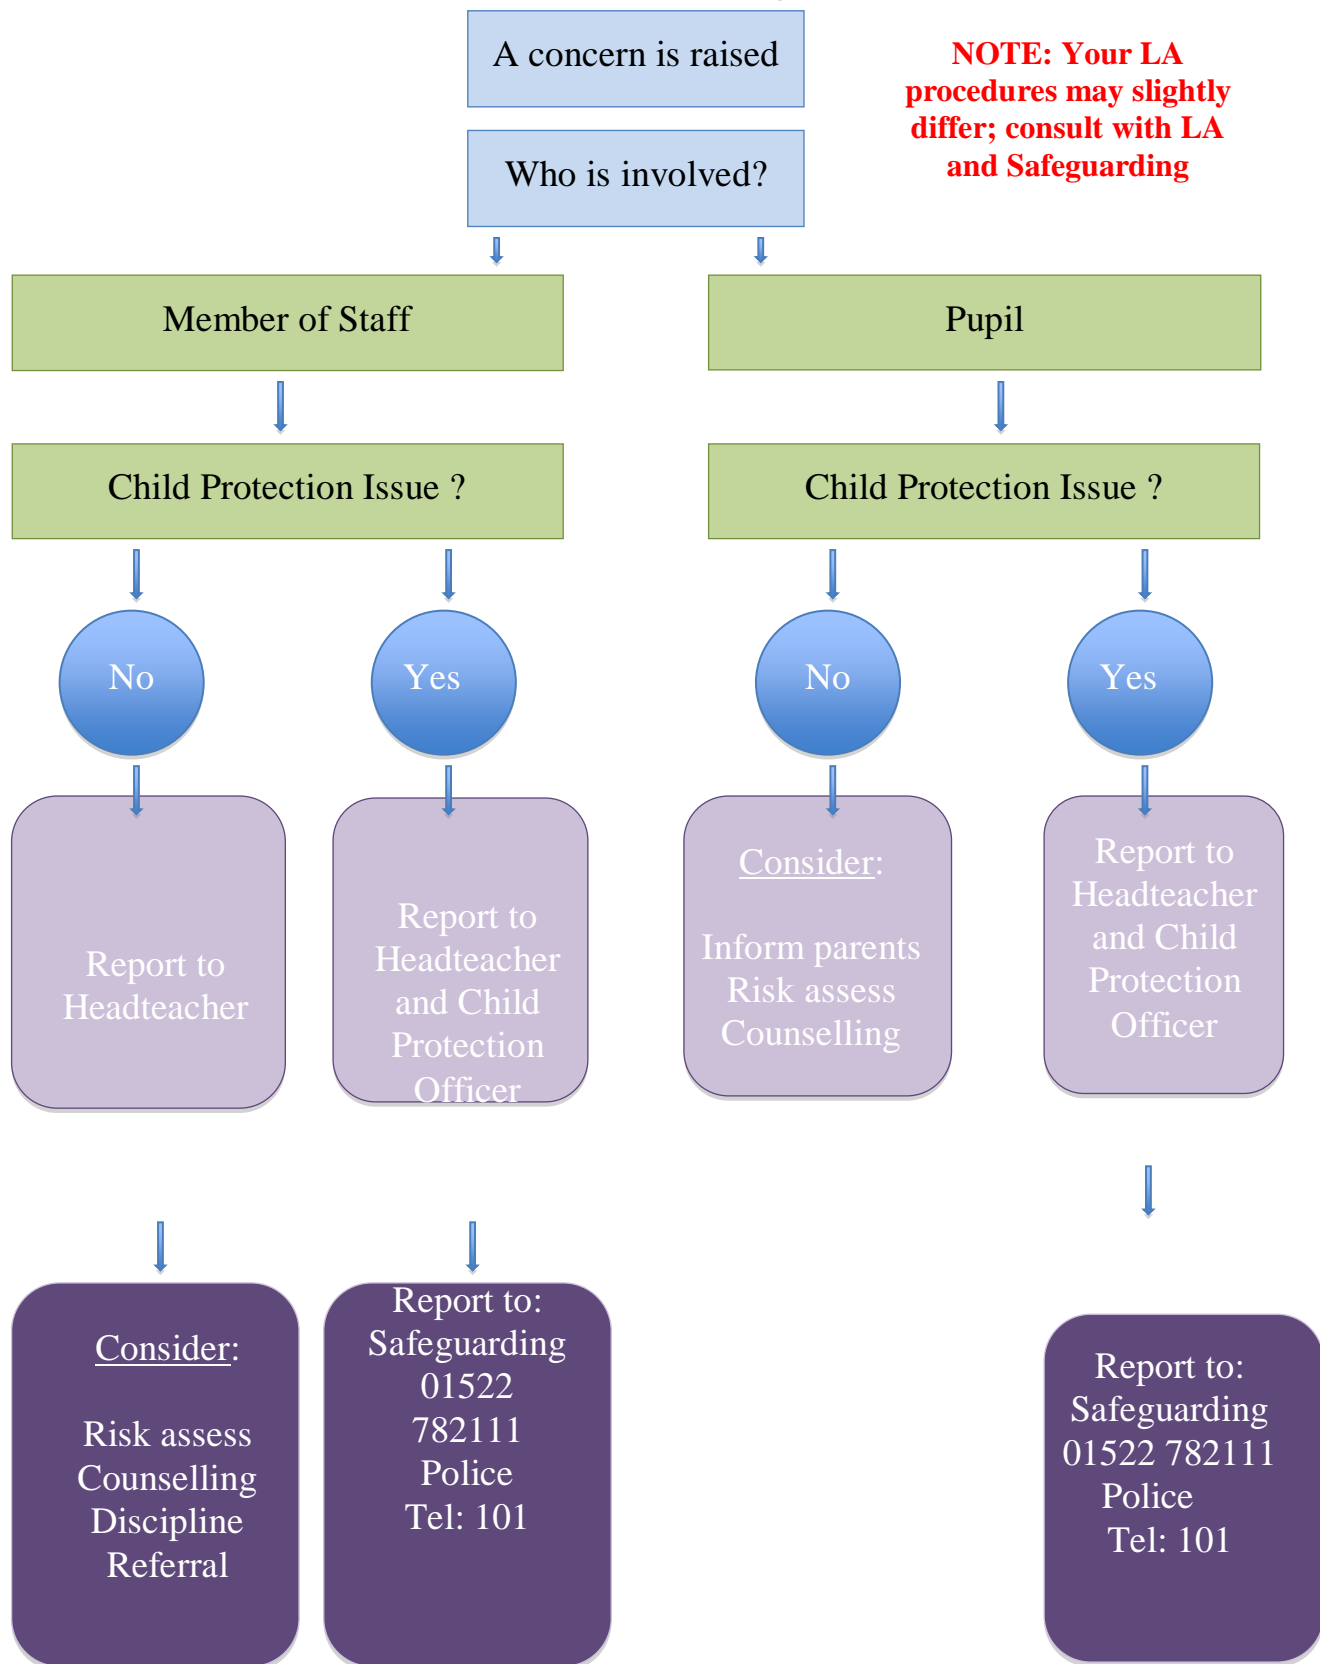 A concern is raised
NOTE: Your LA
procedures may slightly
differ; consult with LA
and Safeguarding
Who is involved?
Member of Staff
Pupil
Child Protection Issue ?
Child Protection Issue ?
No
Yes
No
Yes
Report to
Headteacher
Report to
Headteacher
and Child
Protection
Officer
Consider:
Inform parents
Risk assess
Counselling
Report to
Headteacher
and Child
Protection
Officer
Consider:
Risk assess
Counselling
Discipline
Referral
Report to:
Safeguarding
01522
782111
Police
Tel: 101
Report to:
Safeguarding
01522 782111
Police
Tel: 101